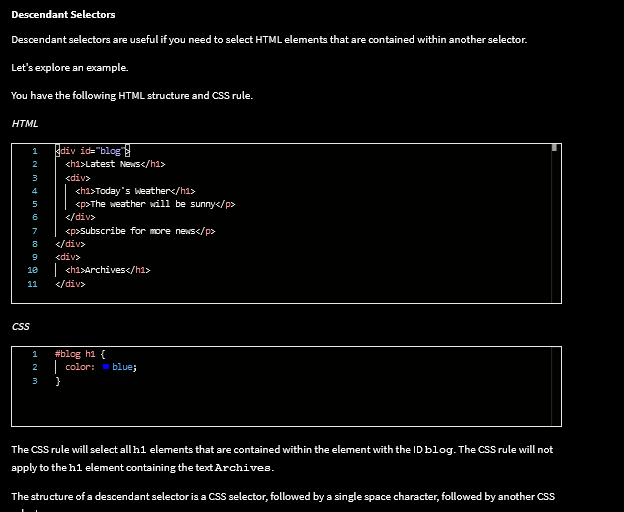 Descendant Selectors
Descendant selectors are useful if you need to select HTML elements that are contained within another selector.
Let's explore an example.
You have the following HTML structure and CSS rule.
HTML
1 <div id="blog">
2 <h1>Latest News</h1>
3 <div>
4 <h1>Today's Weather</h1>
5 <p>The weather will be sunny</p>
6 </div>
7 <p>Subscribe for more news</p>
8 </div>
9 <div>
10 <h1>Archives</h1>
11 </div>
CSS
1 #blog h1 {
2 color: blue;
3 }
The CSS rule will select all h1 elements that are contained within the element with the ID blog. The CSS rule will not
apply to the h1 element containing the text Archives.
The structure of a descendant selector is a CSS selector, followed by a single space character, followed by another CSS